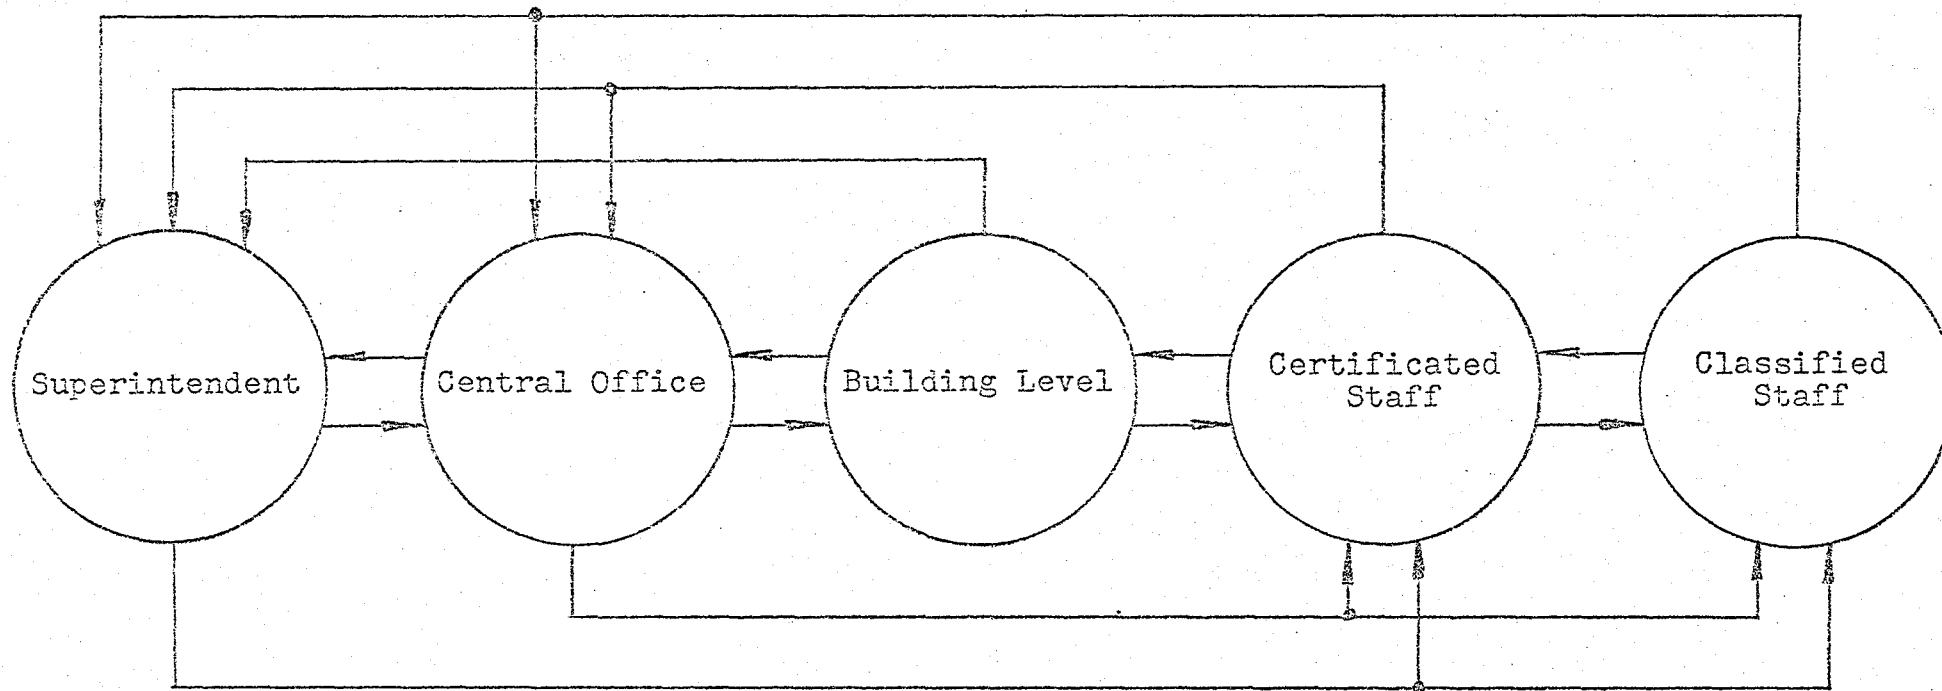 Superintendent
Central Office
Building Level
Certificated
Staff
Classified
Staff